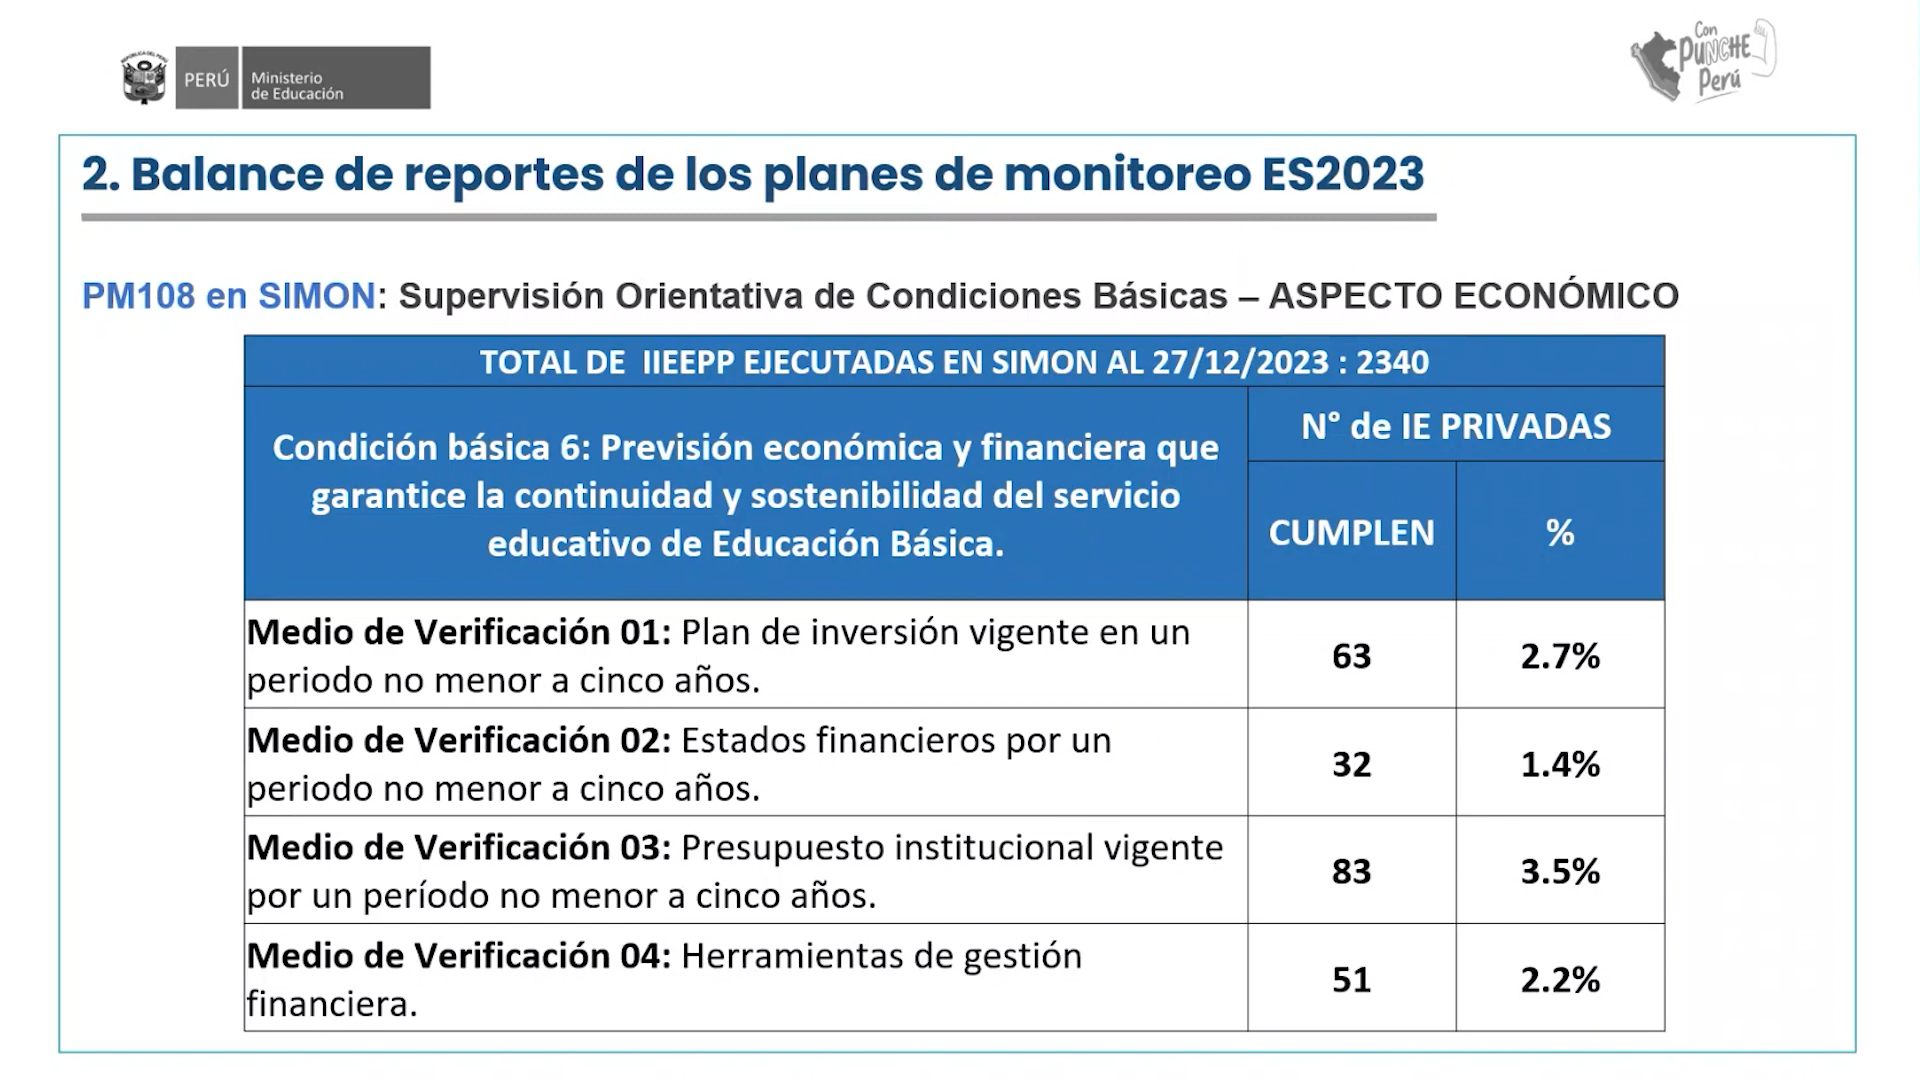 PERÚ
Ministerio
de Educación
Con
PUNCHE
Perú
2. Balance de reportes de los planes de monitoreo ES2023
PM108 en SIMON: Supervisión Orientativa de Condiciones Básicas – ASPECTO ECONÓMICO
TOTAL DE IIEEPP EJECUTADAS EN SIMON AL 27/12/2023 : 2340
Condición básica 6: Previsión económica y financiera que
garantice la continuidad y sostenibilidad del servicio
educativo de Educación Básica.
N° de IE PRIVADAS
CUMPLEN
%
Medio de Verificación 01: Plan de inversión vigente en un
periodo no menor a cinco años.
63
2.7%
Medio de Verificación 02: Estados financieros por un
periodo no menor a cinco años.
32
1.4%
Medio de Verificación 03: Presupuesto institucional vigente
por un período no menor a cinco años.
83
3.5%
Medio de Verificación 04: Herramientas de gestión
financiera.
51
2.2%